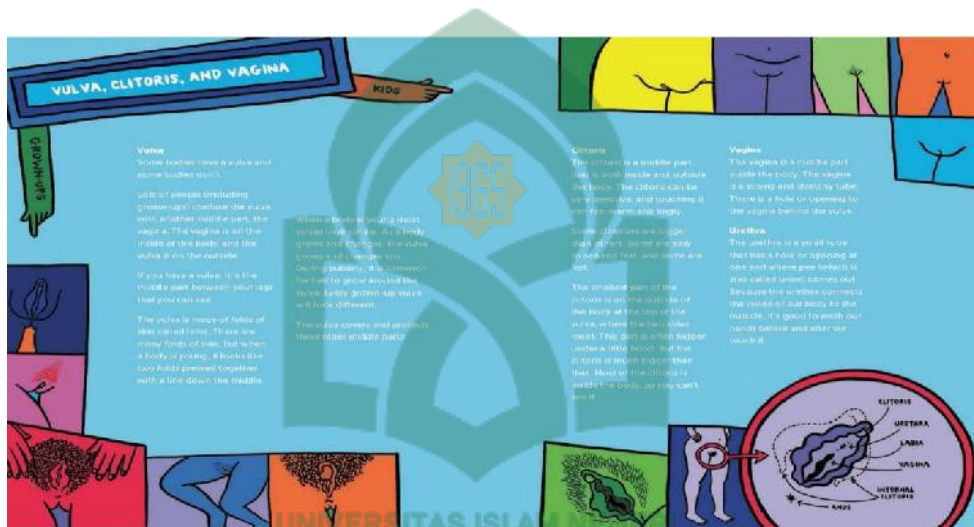 VULVA, CLITORIS, AND VAGINA
KIDS
GROWN-UPS
Vulva
Some bodies have a vulva and
some bodies don't.
Lots of people (including
grown-ups) confuse the vulva
with another middle part, the
vagina. The vagina is on the
inside of the body, and the
vulva is on the outside.
If you have a vulva, it is the
middle part between your legs
that you can see.
The vulva is made of folds of
skin called labia. There are
many folds of skin, but when
a body is young, it looks like
two folds pressed together
with a line down the middle.
When a body is young most
vulvas look similar. As a body
grows and changes, the vulva
grows and changes too.
During puberty, it is common
for hair to grow around the
vulva. Every grown-up vulva
will look different.
The vulva covers and protects
three other middle parts
Clitoris
The clitoris is a middle part
that is both inside and outside
the body. The clitoris can be
very sensitive, and touching it
can feel warm and tingly.
Some clitorises are bigger
than others. Some are easy
to see and feel, and some are
not.
The smallest part of the
clitoris is on the outside of
the body at the top of the
vulva, where the two sides
meet. This part is often hidden
under a little hood. But the
clitoris is much bigger than
that. Most of the clitoris is
inside the body, so you can't
see it.
Vagina
The vagina is a middle part
inside the body. The vagina
is a strong and stretchy tube.
There is a hole or opening to
the vagina behind the vulva.
Urethra
The urethra is a small tube
that has a hole or opening at
one end where pee (which is
also called urine) comes out.
Because the urethra connects
the inside of our body to the
outside, it's good to wash our
hands before and after we
touch it.
CLITORIS
URETHRA
LABIA
VAGINA
INTERNAL
CLITORIS
ANUS
UNIVERSITAS ISLAM